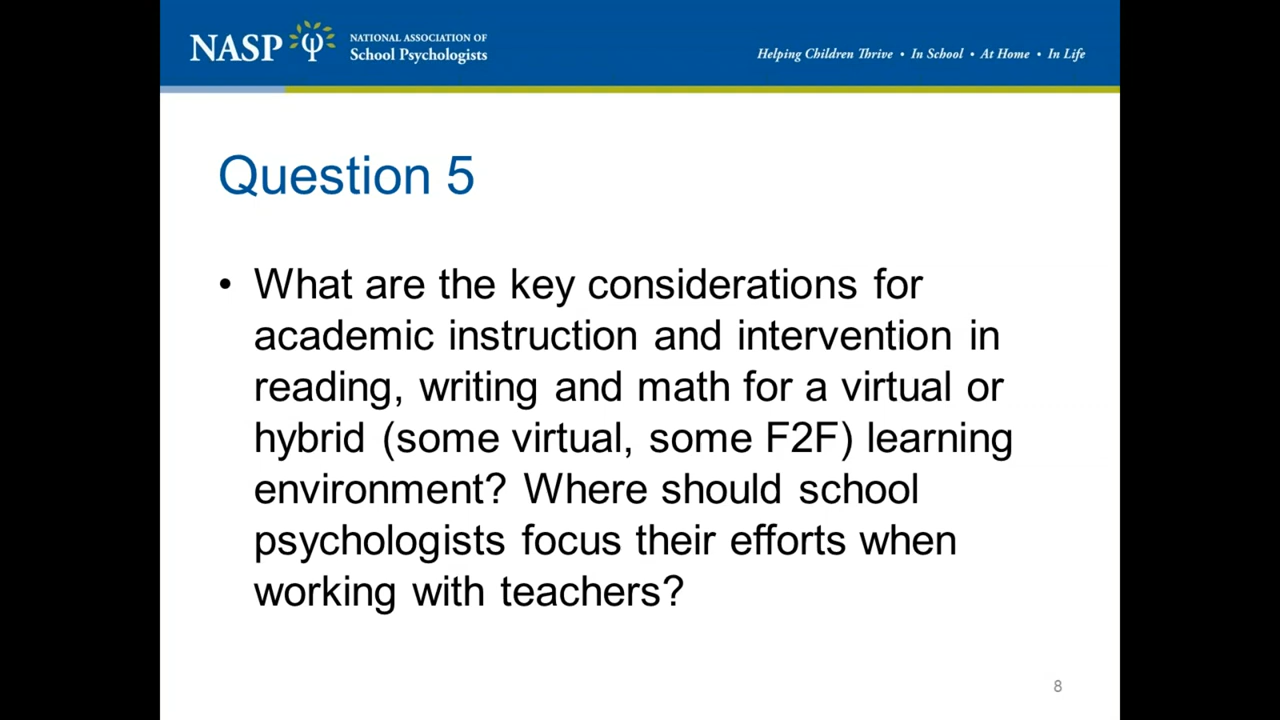 NASP
NATIONAL ASSOCIATION OF
School Psychologists
Helping Children Thrive • In School • At Home • In Life
Question 5
• What are the key considerations for
academic instruction and intervention in
reading, writing and math for a virtual or
hybrid (some virtual, some F2F) learning
environment? Where should school
psychologists focus their efforts when
working with teachers?
8